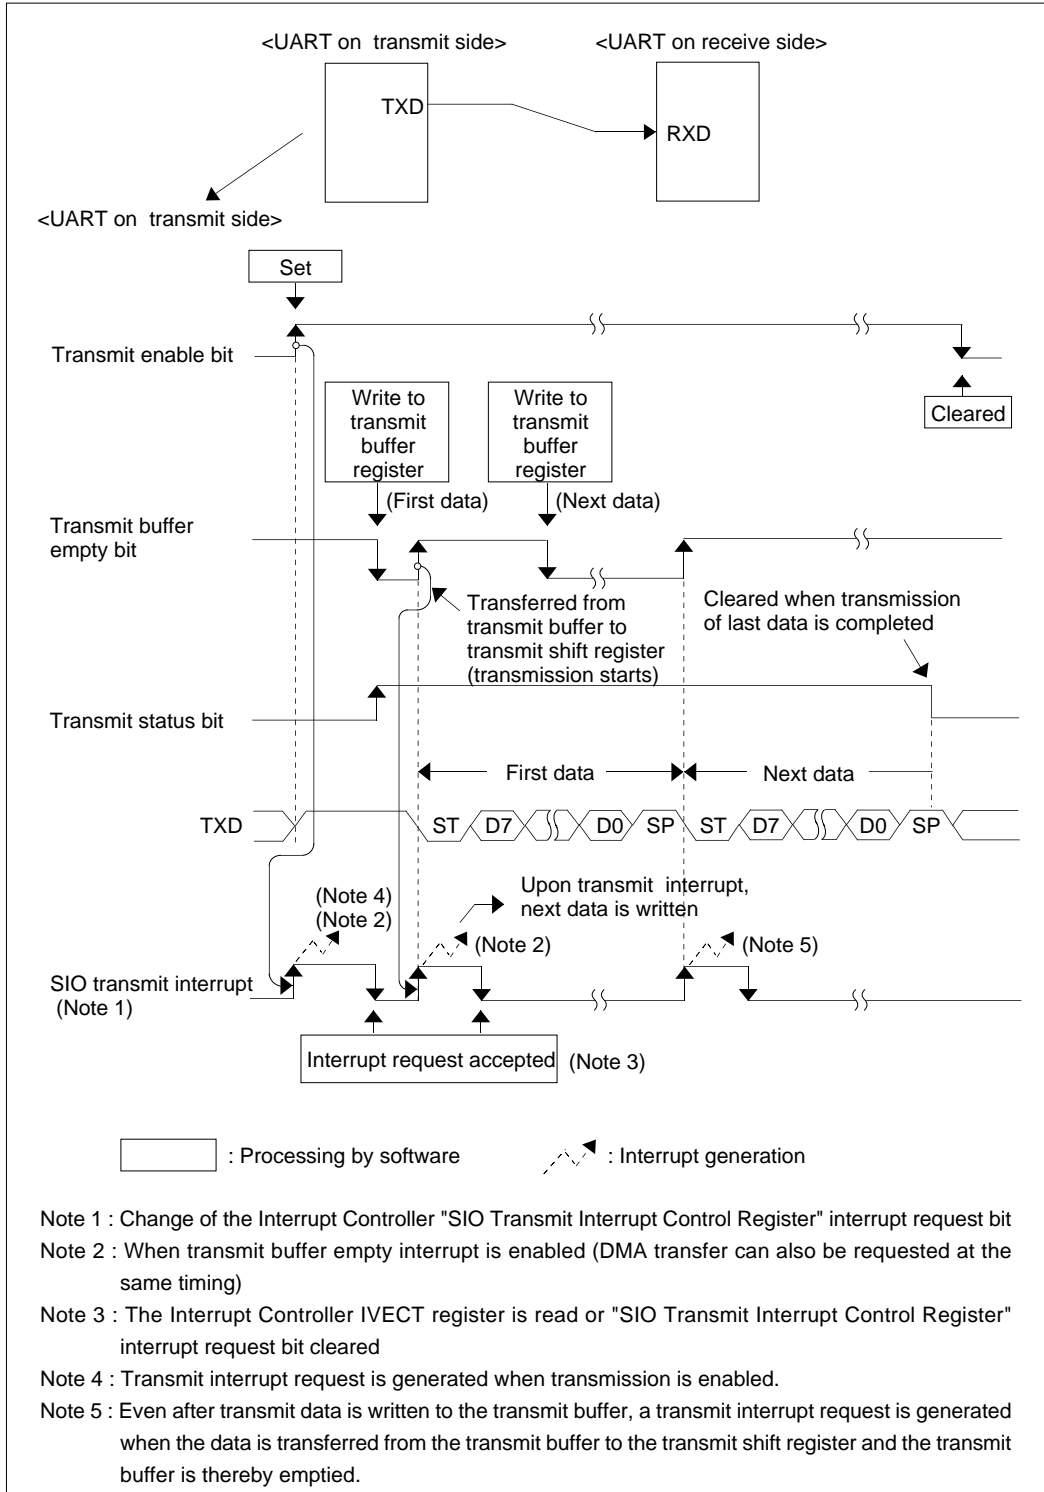 <UART on transmit side>
<UART on receive side>
TXD
RXD
<UART on transmit side>
Set
Transmit enable bit
Write to
transmit
buffer
register
Write to
transmit
buffer
register
Cleared
(First data)
(Next data)
Transmit buffer
empty bit
Transferred from
transmit buffer to
transmit shift register
(transmission starts)
Cleared when transmission
of last data is completed
Transmit status bit
First data
Next data
TXD
ST D7 D0 SP ST D7 D0 SP
(Note 4)
(Note 2)
Upon transmit interrupt,
next data is written
(Note 2)
(Note 5)
SIO transmit interrupt
(Note 1)
Interrupt request accepted
(Note 3)
: Processing by software
: Interrupt generation
Note 1 : Change of the Interrupt Controller "SIO Transmit Interrupt Control Register" interrupt request bit
Note 2 : When transmit buffer empty interrupt is enabled (DMA transfer can also be requested at the
same timing)
Note 3 : The Interrupt Controller IVECT register is read or "SIO Transmit Interrupt Control Register"
interrupt request bit cleared
Note 4 : Transmit interrupt request is generated when transmission is enabled.
Note 5 : Even after transmit data is written to the transmit buffer, a transmit interrupt request is generated
when the data is transferred from the transmit buffer to the transmit shift register and the transmit
buffer is thereby emptied.